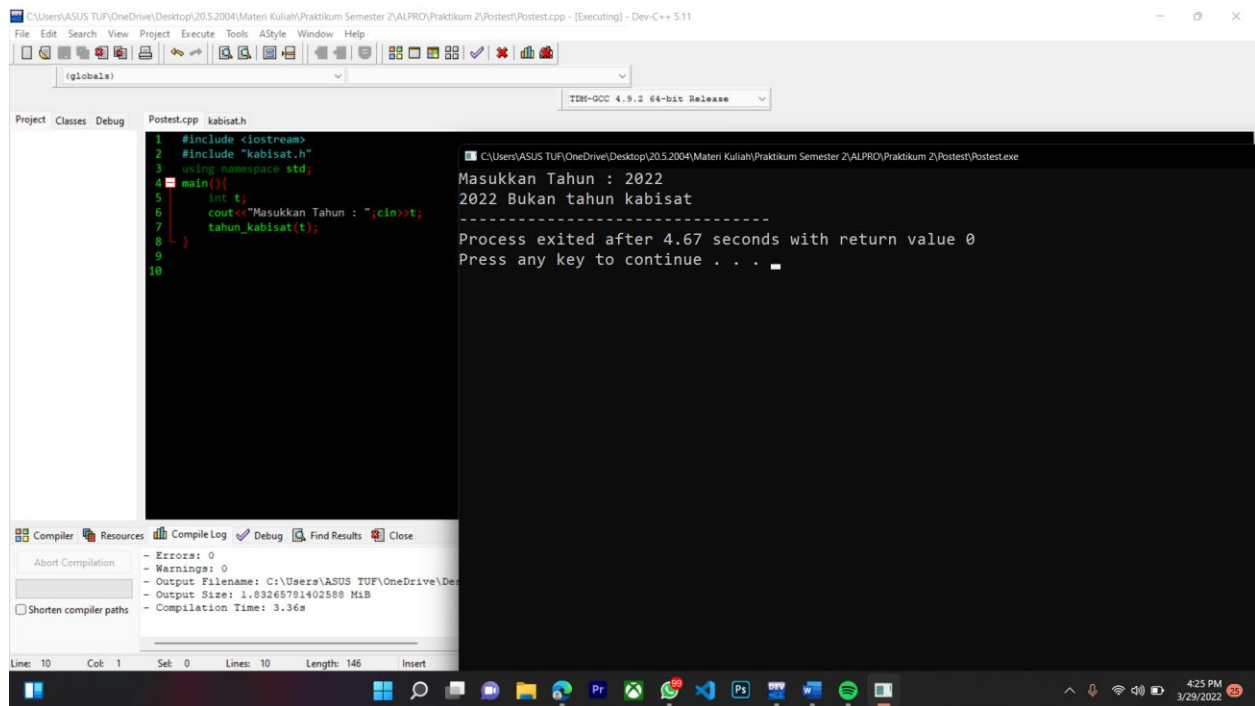 C:\Users\ASUS TUF\OneDrive\Desktop\20.5.2004\Materi Kuliah\Praktikum Semester 2\ALPRO\Praktikum 2\Postest\Postest.cpp - [Executing] - Dev-C++ 5.11
File Edit Search View Project Execute Tools AStyle Window Help
(globals)
TDM-GCC 4.9.2 64-bit Release
Project Classes Debug
Postest.cpp kabisat.h
1 #include <iostream>
2 #include "kabisat.h"
3 using namespace std;
4 main(){
5 int t;
6 cout<<"Masukkan Tahun : ";cin>>t;
7 tahun_kabisat(t);
8 }
9
10
C:\Users\ASUS TUF\OneDrive\Desktop\20.5.2004\Materi Kuliah\Praktikum Semester 2\ALPRO\Praktikum 2\Postest\Postest.exe
Masukkan Tahun : 2022
2022 Bukan tahun kabisat
--------------------------------
Process exited after 4.67 seconds with return value 0
Press any key to continue . . .
Compiler Resources Compile Log Debug Find Results Close
Abort Compilation
Shorten compiler paths
- Errors: 0
- Warnings: 0
- Output Filename: C:\Users\ASUS TUF\OneDrive\Des
- Output Size: 1.83265781402588 MiB
- Compilation Time: 3.36s
Line: 10 Col: 1 Sel: 0 Lines: 10 Length: 146 Insert
Pr 99 Ps DEV W
4:25 PM
3/29/2022 25